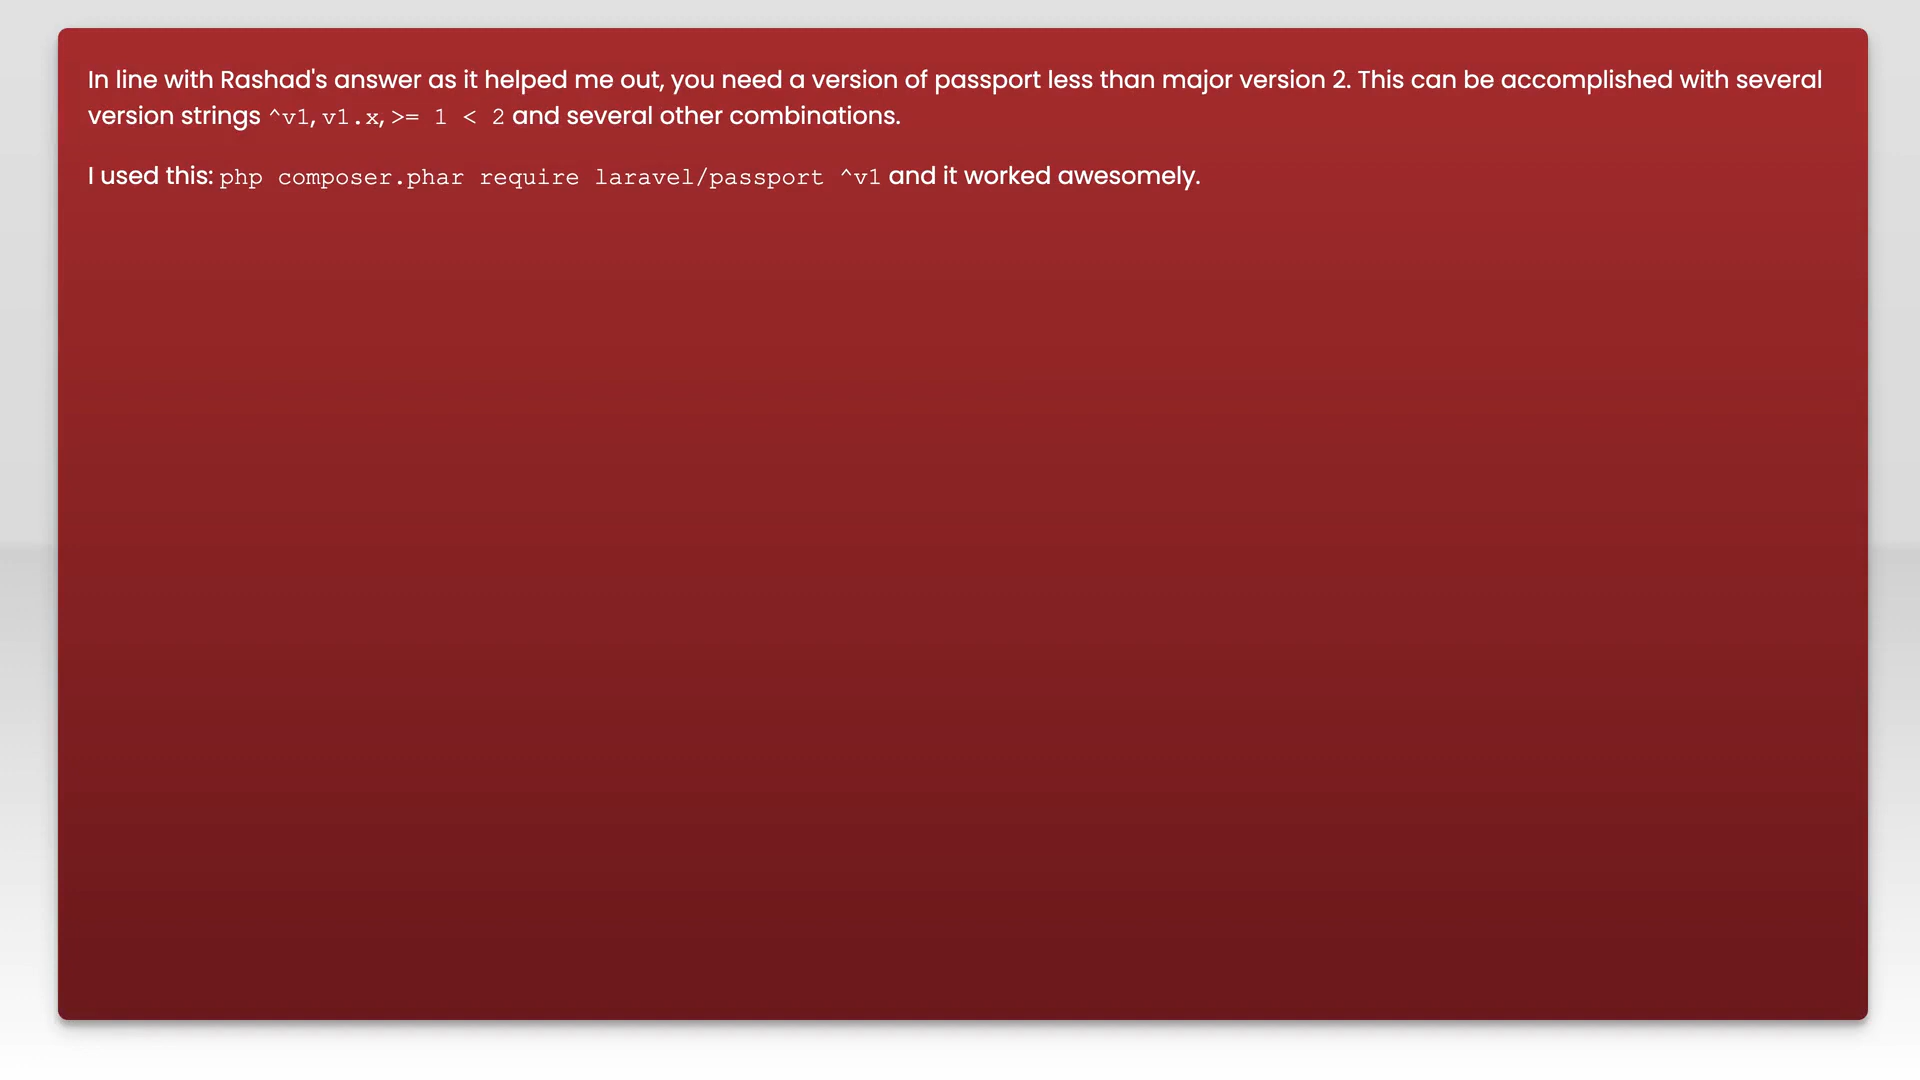 In line with Rashad's answer as it helped me out, you need a version of passport less than major version 2. This can be accomplished with several
version strings ^v1, v1.x, >= 1 < 2 and several other combinations.
I used this: php composer.phar require laravel/passport ^v1 and it worked awesomely.